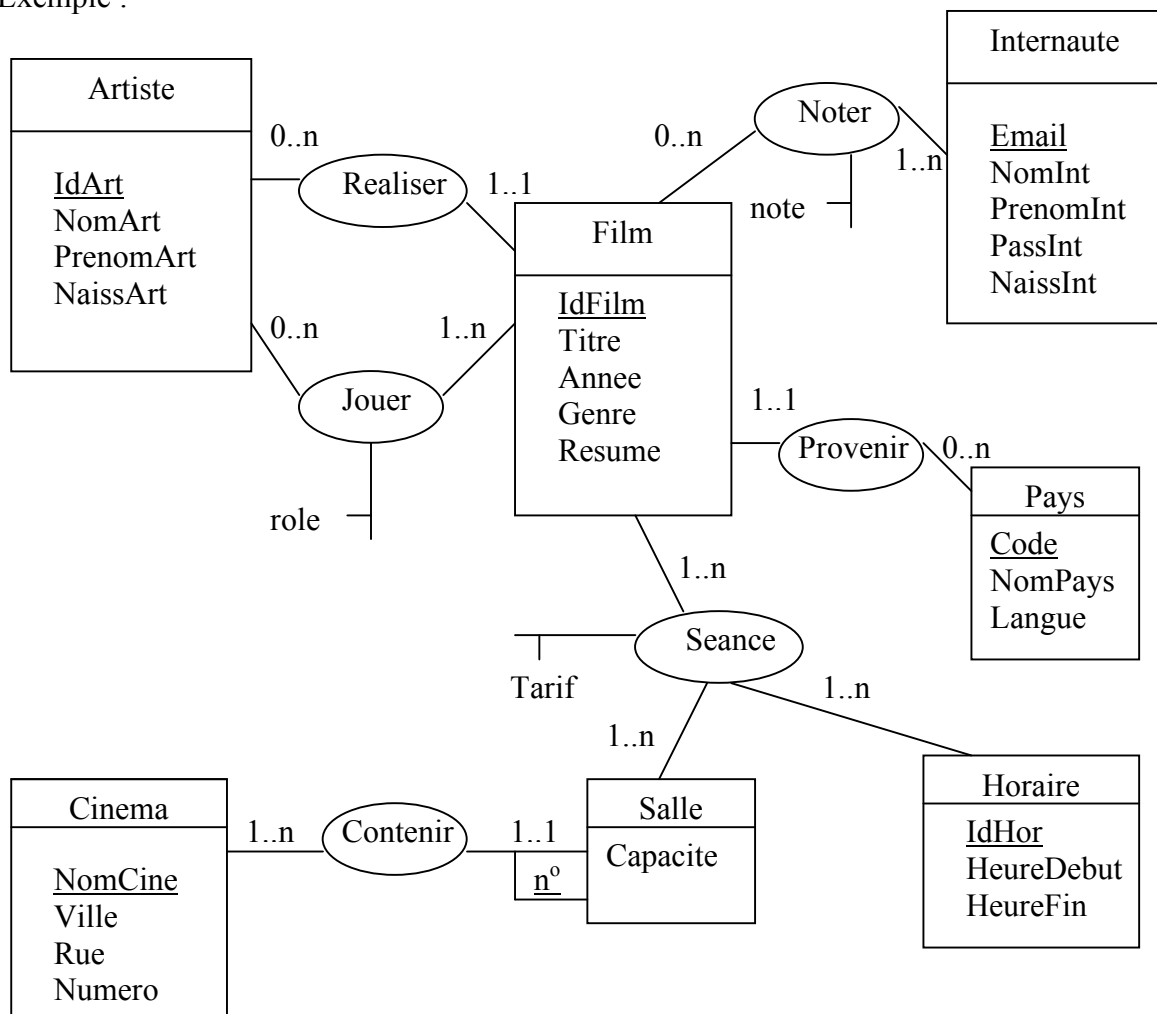 Exemple :
Internaute
Email
NomInt
PrenomInt
PassInt
NaissInt
Artiste
IdArt
NomArt
PrenomArt
NaissArt
0..n
Realiser
1..1
0..n
Noter
1..n
note
Film
IdFilm
Titre
Annee
Genre
Resume
0..n
1..n
Jouer
role
1..1
Provenir
0..n
Pays
Code
NomPays
Langue
1..n
Seance
Tarif
1..n
1..n
Cinema
NomCine
Ville
Rue
Numero
1..n
Contenir
1..1
nº
Salle
Capacite
Horaire
IdHor
HeureDebut
HeureFin